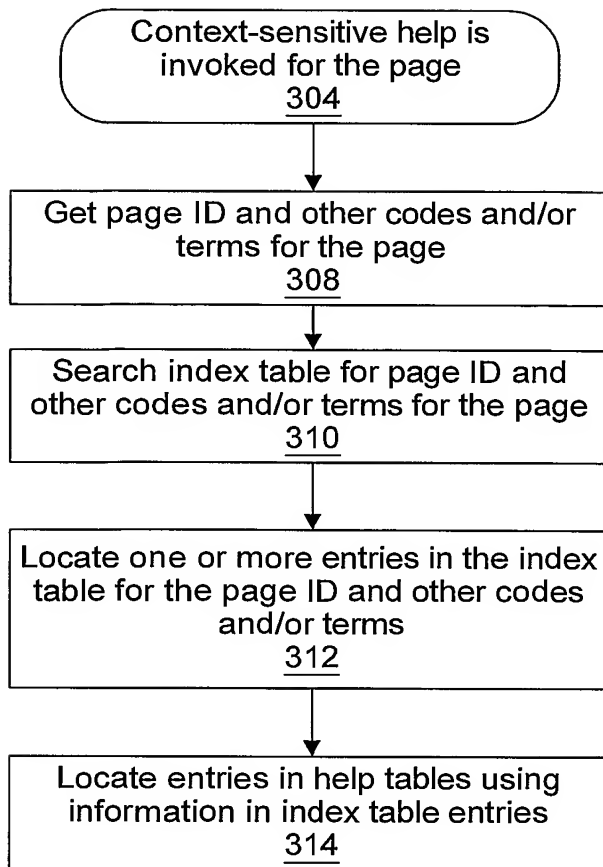 Context-sensitive help is
invoked for the page
304
Get page ID and other codes and/or
terms for the page
308
Search index table for page ID and
other codes and/or terms for the page
310
Locate one or more entries in the index
table for the page ID and other codes
and/or terms
312
Locate entries in help tables using
information in index table entries
314